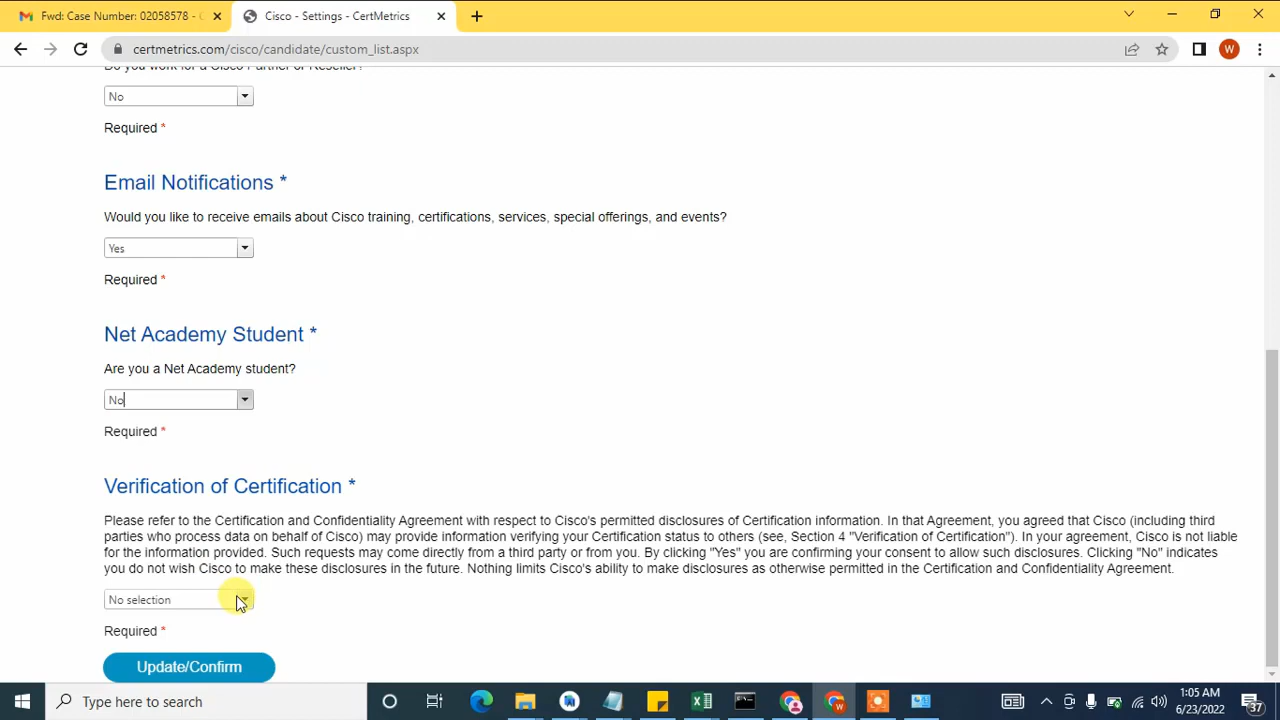 Fwd: Case Number: 02058578 -
Cisco - Settings - CertMetrics
certmetrics.com/cisco/candidate/custom_list.aspx
W
Do you work for a Cisco Partner or Reseller?
No
Required *
Email Notifications *
Would you like to receive emails about Cisco training, certifications, services, special offerings, and events?
Yes
Required *
Net Academy Student *
Are you a Net Academy student?
No
Required *
Verification of Certification *
Please refer to the Certification and Confidentiality Agreement with respect to Cisco's permitted disclosures of Certification information. In that Agreement, you agreed that Cisco (including third
parties who process data on behalf of Cisco) may provide information verifying your Certification status to others (see, Section 4 "Verification of Certification"). In your agreement, Cisco is not liable
for the information provided. Such requests may come directly from a third party or from you. By clicking "Yes" you are confirming your consent to allow such disclosures. Clicking "No" indicates
you do not wish Cisco to make these disclosures in the future. Nothing limits Cisco's ability to make disclosures as otherwise permitted in the Certification and Confidentiality Agreement.
No selection
Required *
Update/Confirm
Type here to search
1:05 AM
6/23/2022
37